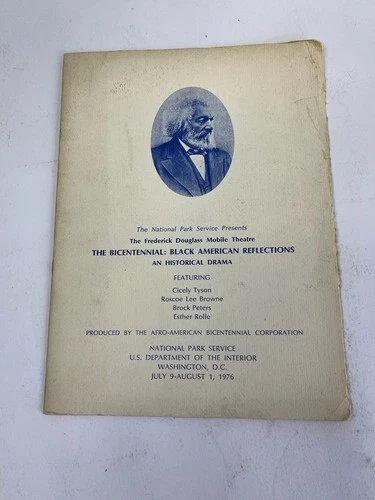 The National Park Service Presents
The Frederick Douglass Mobile Theatre
THE BICENTENNIAL: BLACK AMERICAN REFLECTIONS
AN HISTORICAL DRAMA
FEATURING
Cicely Tyson
Roscoe Lee Browne
Brock Peters
Esther Rolle
PRODUCED BY THE AFRO-AMERICAN BICENTENNIAL CORPORATION
NATIONAL PARK SERVICE
U.S. DEPARTMENT OF THE INTERIOR
WASHINGTON, D.C.
JULY 9-AUGUST 1, 1976